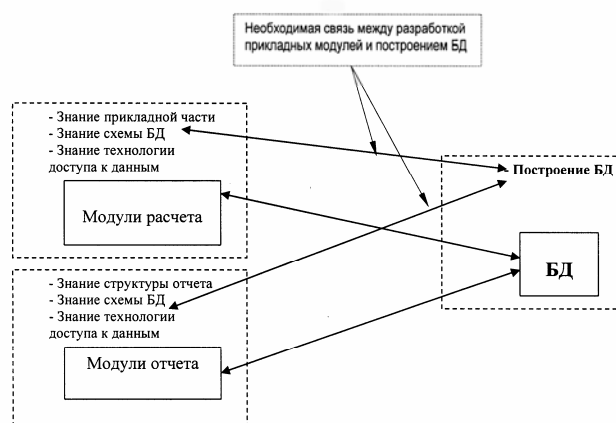 Необходимая связь между разработкой
прикладных модулей и построением БД
- Знание прикладной части
- Знание схемы БД
- Знание технологии
доступа к данным
Модули расчета
- Построение БД
БД
- Знание структуры отчета
- Знание схемы БД
- Знание технологии
доступа к данным
Модули отчета